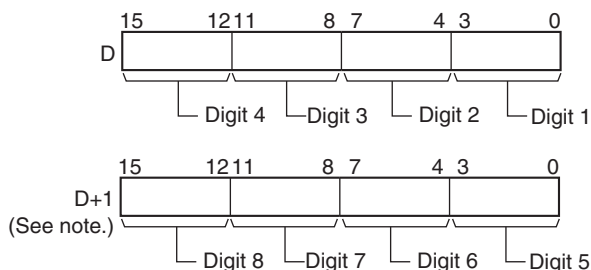 15 12 11 8 7 4 3 0
D
Digit 4 Digit 3 Digit 2 Digit 1
15 12 11 8 7 4 3 0
D+1
(See note.)
Digit 8 Digit 7 Digit 6 Digit 5